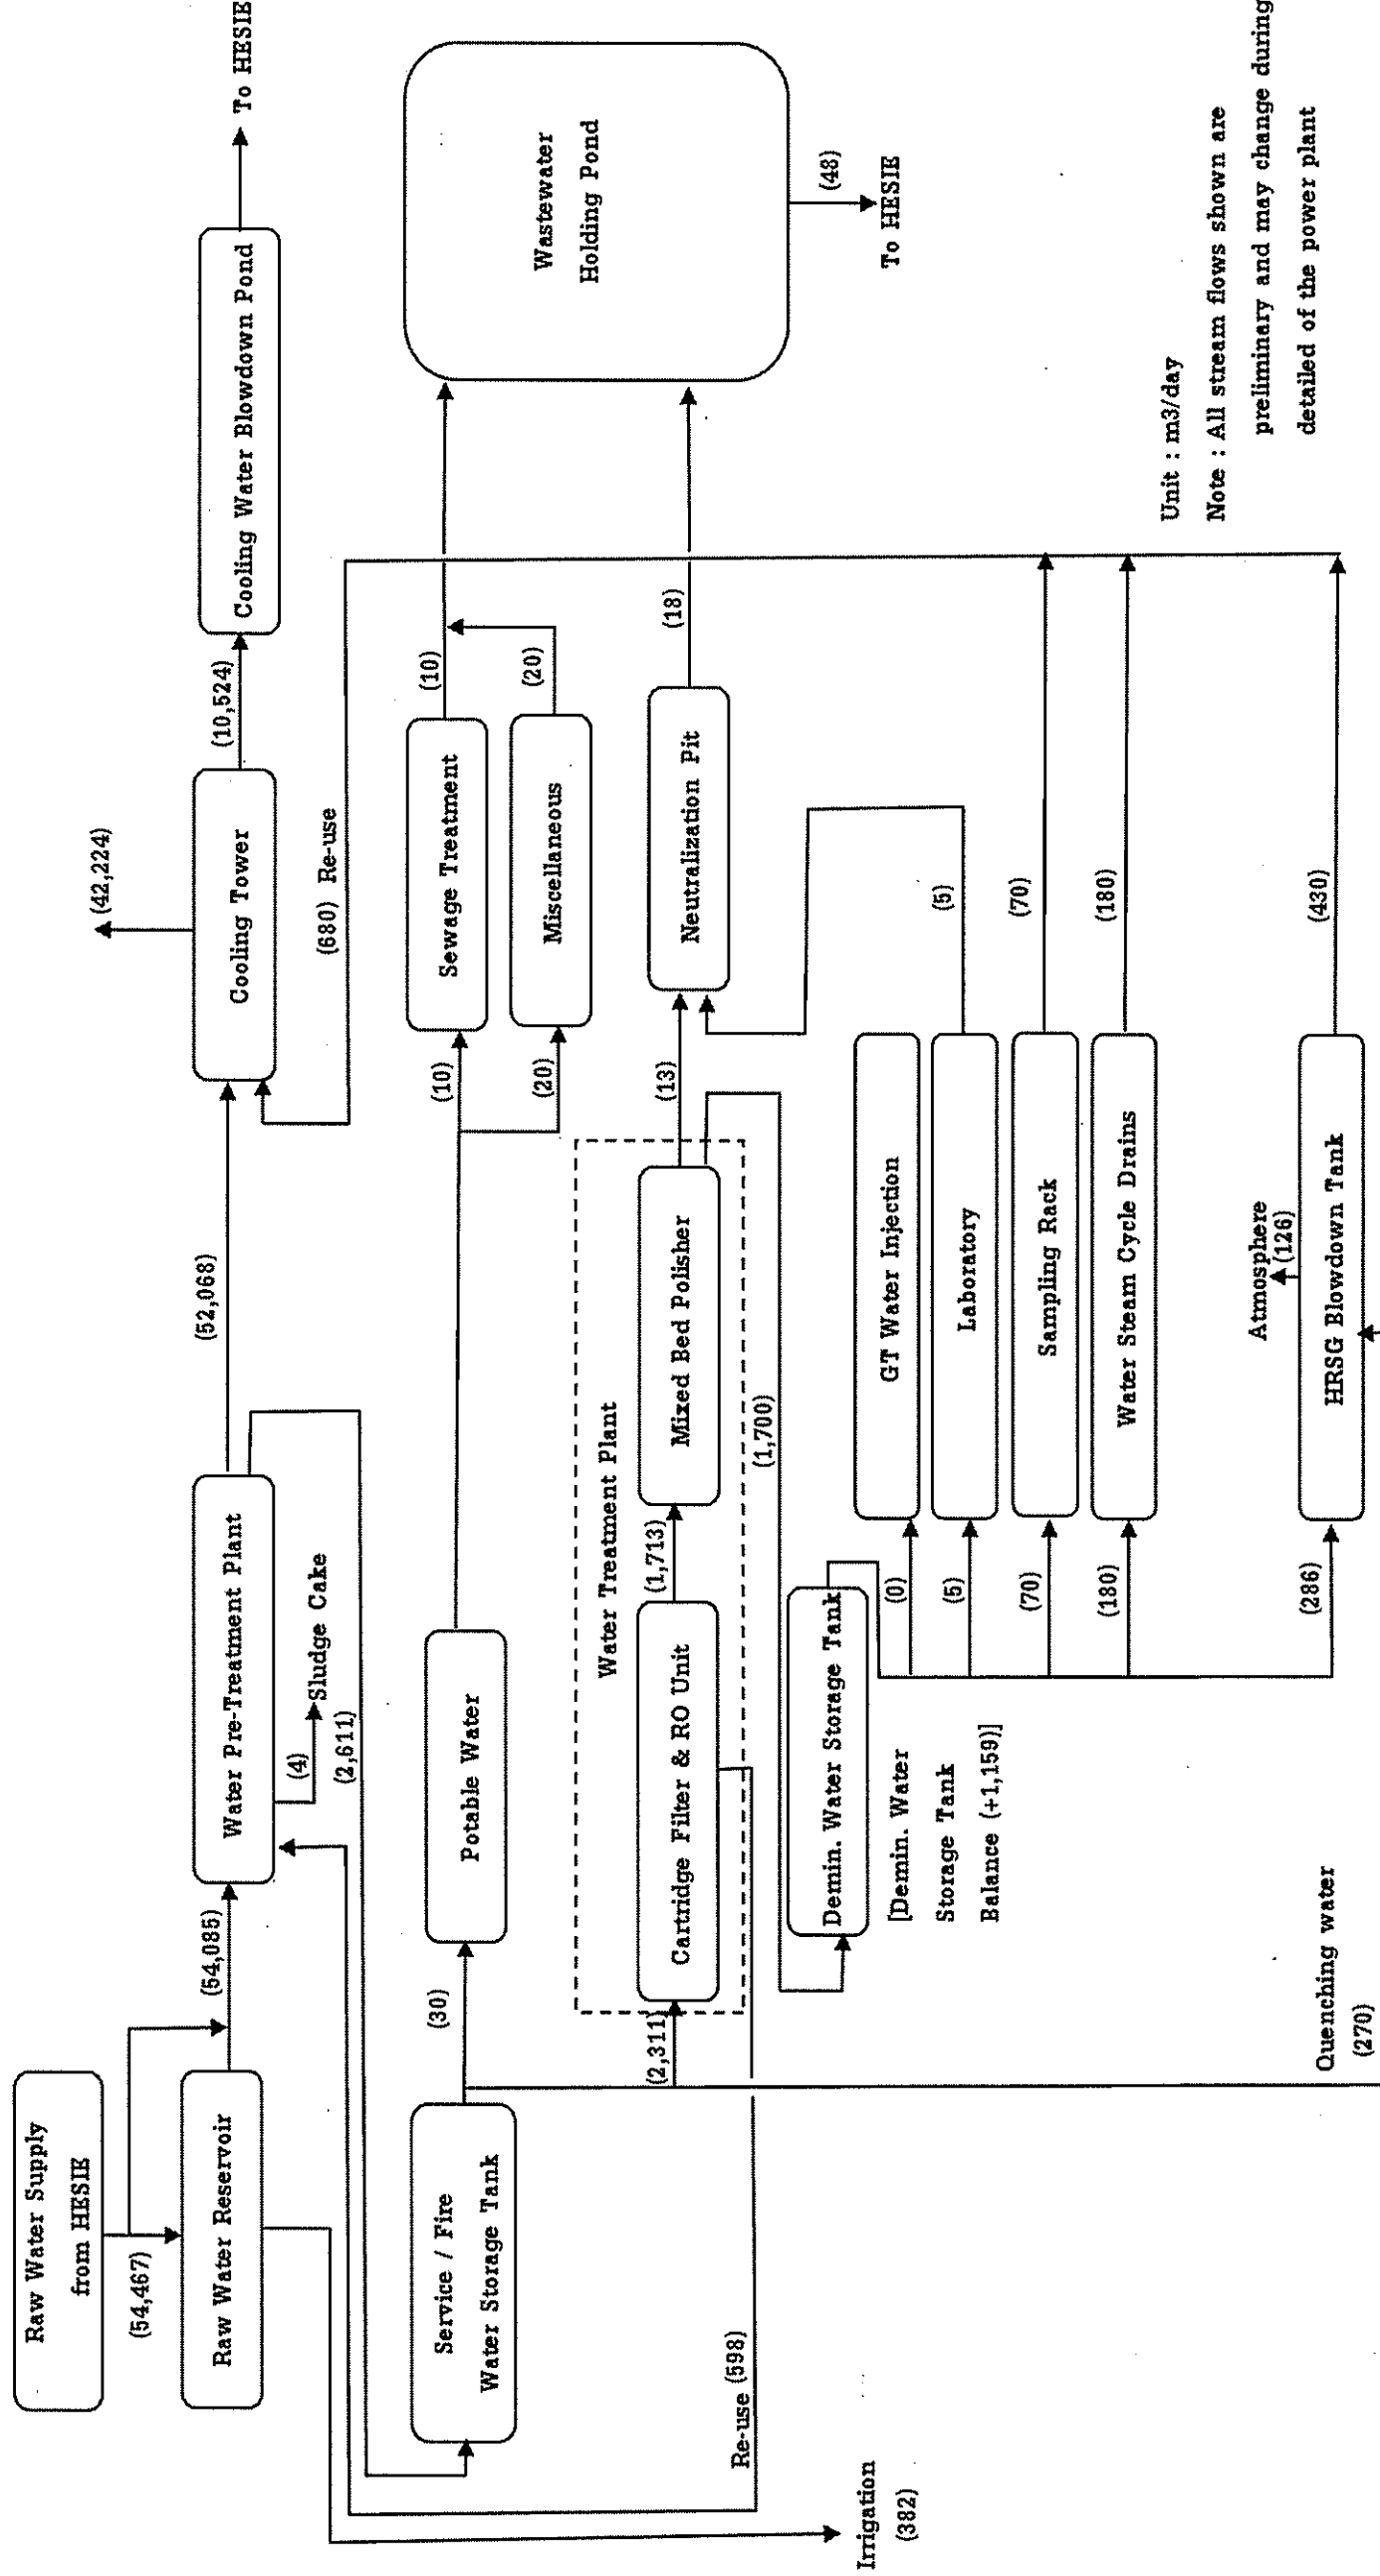 Raw Water Supply
from HESIE
(54,467)
Raw Water Reservoir
(54,085)
Water Pre-Treatment Plant
(4)
Sludge Cake
(2,611)
(52,068)
Cooling Tower
(42,224)
(10,524)
Cooling Water Blowdown Pond
To HESIE
(680) Re-use
Service / Fire
Water Storage Tank
(30)
Potable Water
(10)
(20)
Sewage Treatment
(10)
Miscellaneous
(20)
Wastewater
Holding Pond
(48)
To HESIE
Water Treatment Plant
(2,311)
Cartridge Filter & RO Unit
(1,713)
Mixed Bed Polisher
(13)
Neutralization Pit
(18)
(1,700)
Re-use (598)
Irrigation
(382)
Demin. Water Storage Tank
[Demin. Water
Storage Tank
Balance (+1,159)]
(0)
GT Water Injection
(5)
Laboratory
(5)
(70)
Sampling Rack
(70)
(180)
Water Steam Cycle Drains
(180)
(286)
HRSG Blowdown Tank
(430)
Atmosphere
(126)
Quenching water
(270)
Unit : m3/day
Note : All stream flows shown are
preliminary and may change during
detailed of the power plant